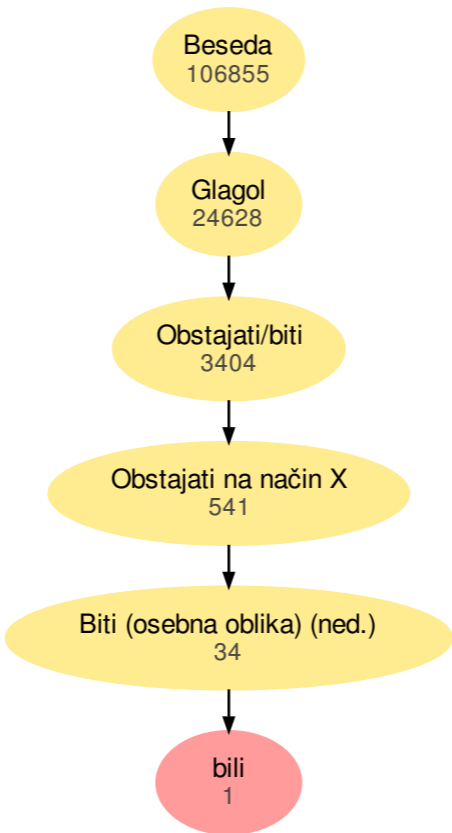 Beseda
106855
Glagol
24628
Obstajati/biti
3404
Obstajati na način X
541
Biti (osebna oblika) (ned.)
34
bili
1